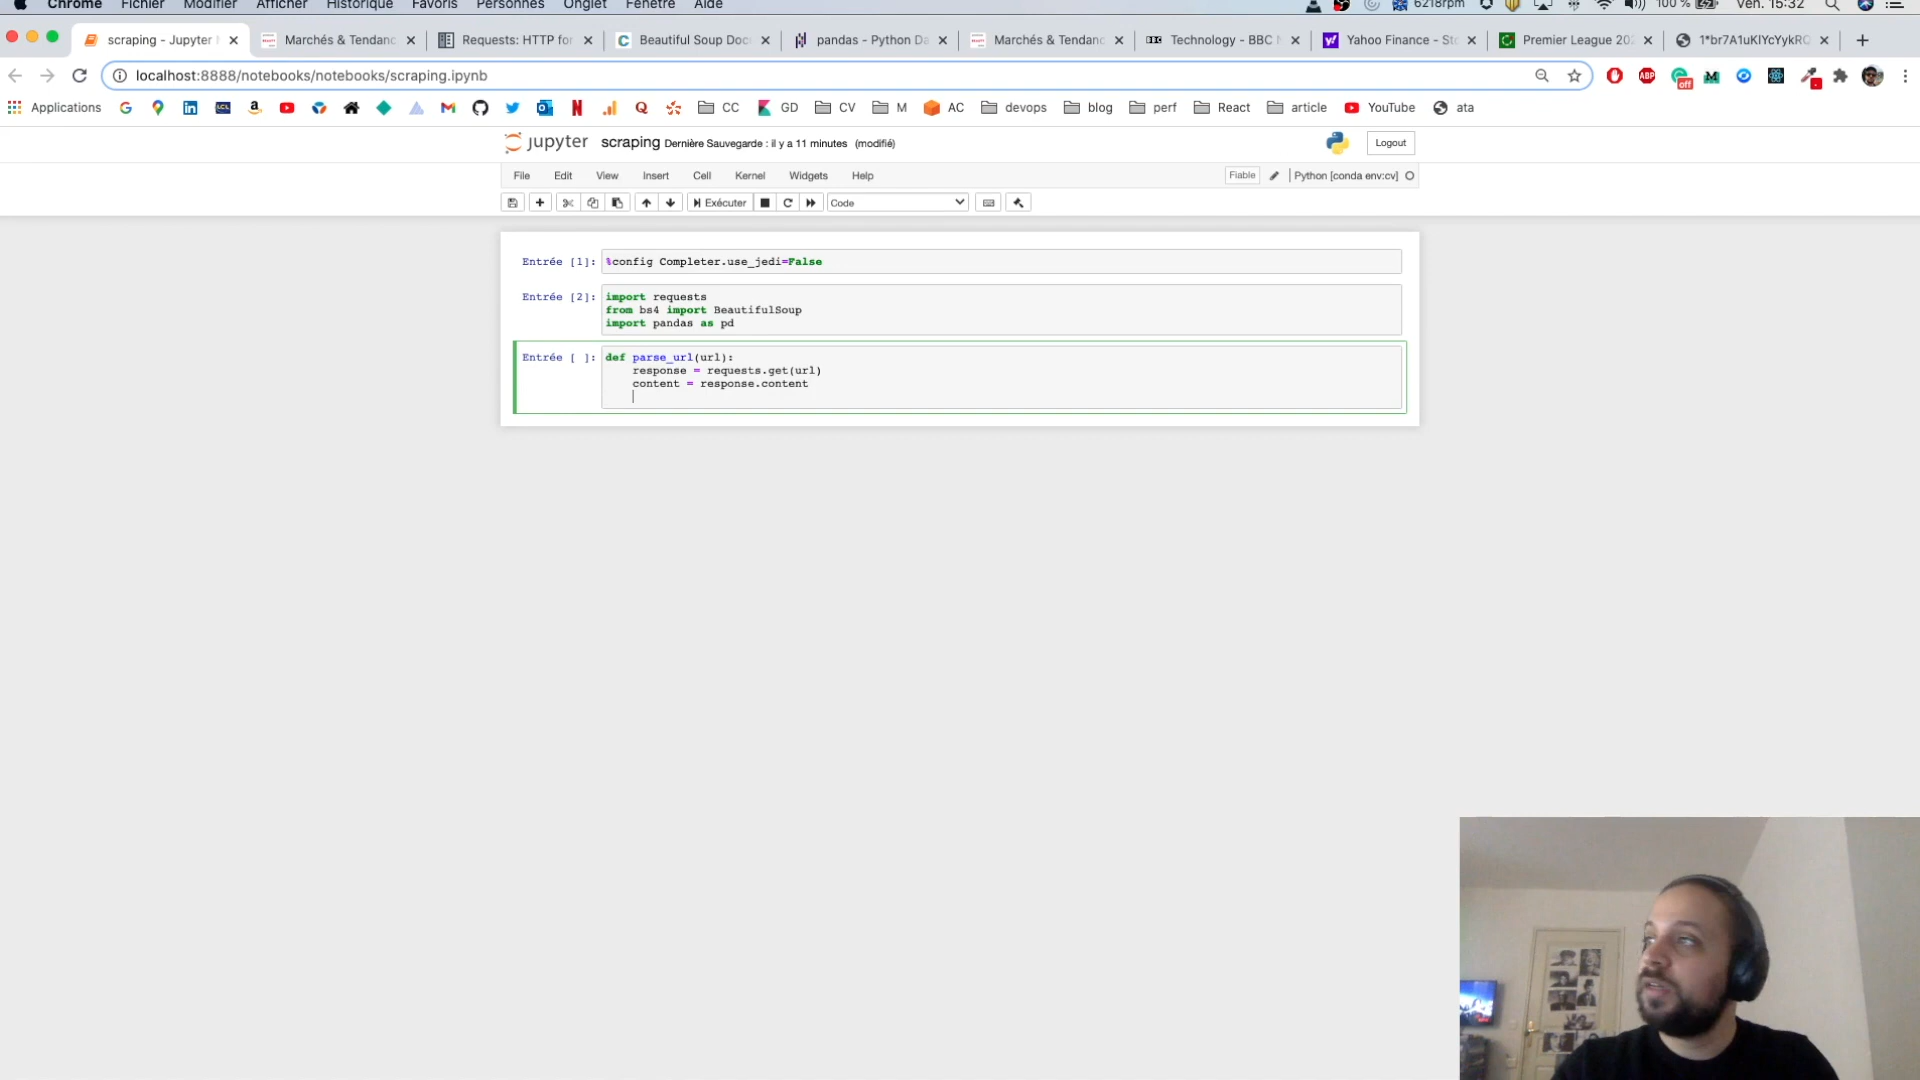 Chrome Fichier Modifier Afficher Historique Favoris Personnes Onglet Fenêtre Aide 6218rpm 100 % Ven. 15:32
scraping - Jupyter Marchés & Tendanc Requests: HTTP for Beautiful Soup Doc pandas - Python Da Marchés & Tendanc Technology - BBC N Yahoo Finance - Sto Premier League 202 1*br7A1uKIYcYykRQ
localhost:8888/notebooks/notebooks/scraping.ipynb
Applications CC GD CV M AC devops blog perf React article YouTube ata
jupyter scraping Dernière Sauvegarde : il y a 11 minutes (modifié) Logout
File Edit View Insert Cell Kernel Widgets Help Fiable Python [conda env:cv]
Exécuter Code
Entrée [1]: %config Completer.use_jedi=False
Entrée [2]: import requests
from bs4 import BeautifulSoup
import pandas as pd
Entrée [ ]: def parse_url(url):
response = requests.get(url)
content = response.content